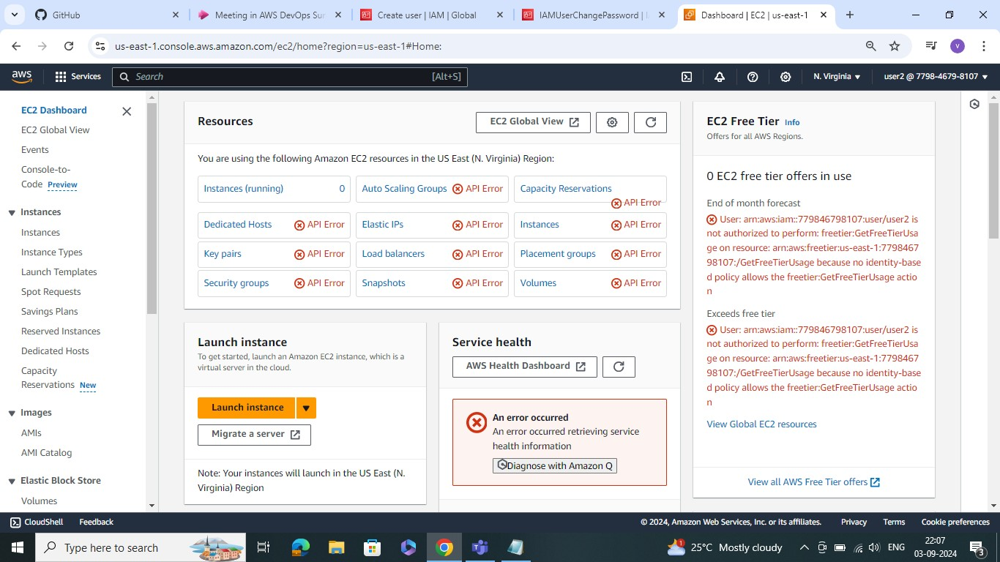 GitHub
Meeting in AWS DevOps Sur
Create user | IAM | Global
IAMUserChangePassword |
Dashboard | EC2 | us-east-1
us-east-1.console.aws.amazon.com/ec2/home?region=us-east-1#Home:
V
aws
Services
Search
[Alt+S]
N. Virginia
user2 @ 7798-4679-8107
EC2 Dashboard
EC2 Global View
Events
Console-to-
Code Preview
Instances
Instances
Instance Types
Launch Templates
Spot Requests
Savings Plans
Reserved Instances
Dedicated Hosts
Capacity
Reservations New
Images
AMIs
AMI Catalog
Elastic Block Store
Volumes
Resources
EC2 Global View
You are using the following Amazon EC2 resources in the US East (N. Virginia) Region:
Instances (running) 0
Auto Scaling Groups API Error
Capacity Reservations
API Error
Dedicated Hosts API Error
Elastic IPs API Error
Instances API Error
Key pairs API Error
Load balancers API Error
Placement groups API Error
Security groups API Error
Snapshots API Error
Volumes API Error
Launch instance
To get started, launch an Amazon EC2 instance, which is a
virtual server in the cloud.
Launch instance
Migrate a server
Note: Your instances will launch in the US East (N.
Virginia) Region
Service health
AWS Health Dashboard
An error occurred
An error occurred retrieving service
health information
Diagnose with Amazon Q
EC2 Free Tier Info
Offers for all AWS Regions.
0 EC2 free tier offers in use
End of month forecast
User: arn:aws:iam::779846798107:user/user2 is
not authorized to perform: freetier:GetFreeTierUsa
ge on resource: arn:aws:freetier:us-east-1:7798467
98107:/GetFreeTierUsage because no identity-base
d policy allows the freetier:GetFreeTierUsage actio
n
Exceeds free tier
User: arn:aws:iam::779846798107:user/user2 is
not authorized to perform: freetier:GetFreeTierUsa
ge on resource: arn:aws:freetier:us-east-1:7798467
98107:/GetFreeTierUsage because no identity-base
d policy allows the freetier:GetFreeTierUsage actio
n
View Global EC2 resources
View all AWS Free Tier offers
CloudShell
Feedback
© 2024, Amazon Web Services, Inc. or its affiliates.
Privacy
Terms
Cookie preferences
Type here to search
1
25°C Mostly cloudy
ENG
22:07
03-09-2024
3